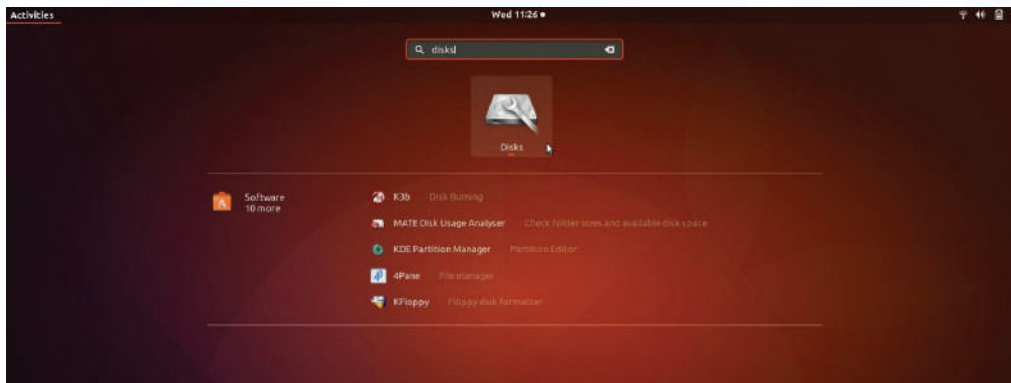 Activities
Wed 11:26
disks
Disks
Software
10 more
K3b Disk Burning
MATE Disk Usage Analyser Check folder sizes and available disk space
KDE Partition Manager Partition Editor
4Pane File manager
KFloppy Floppy disk formatter